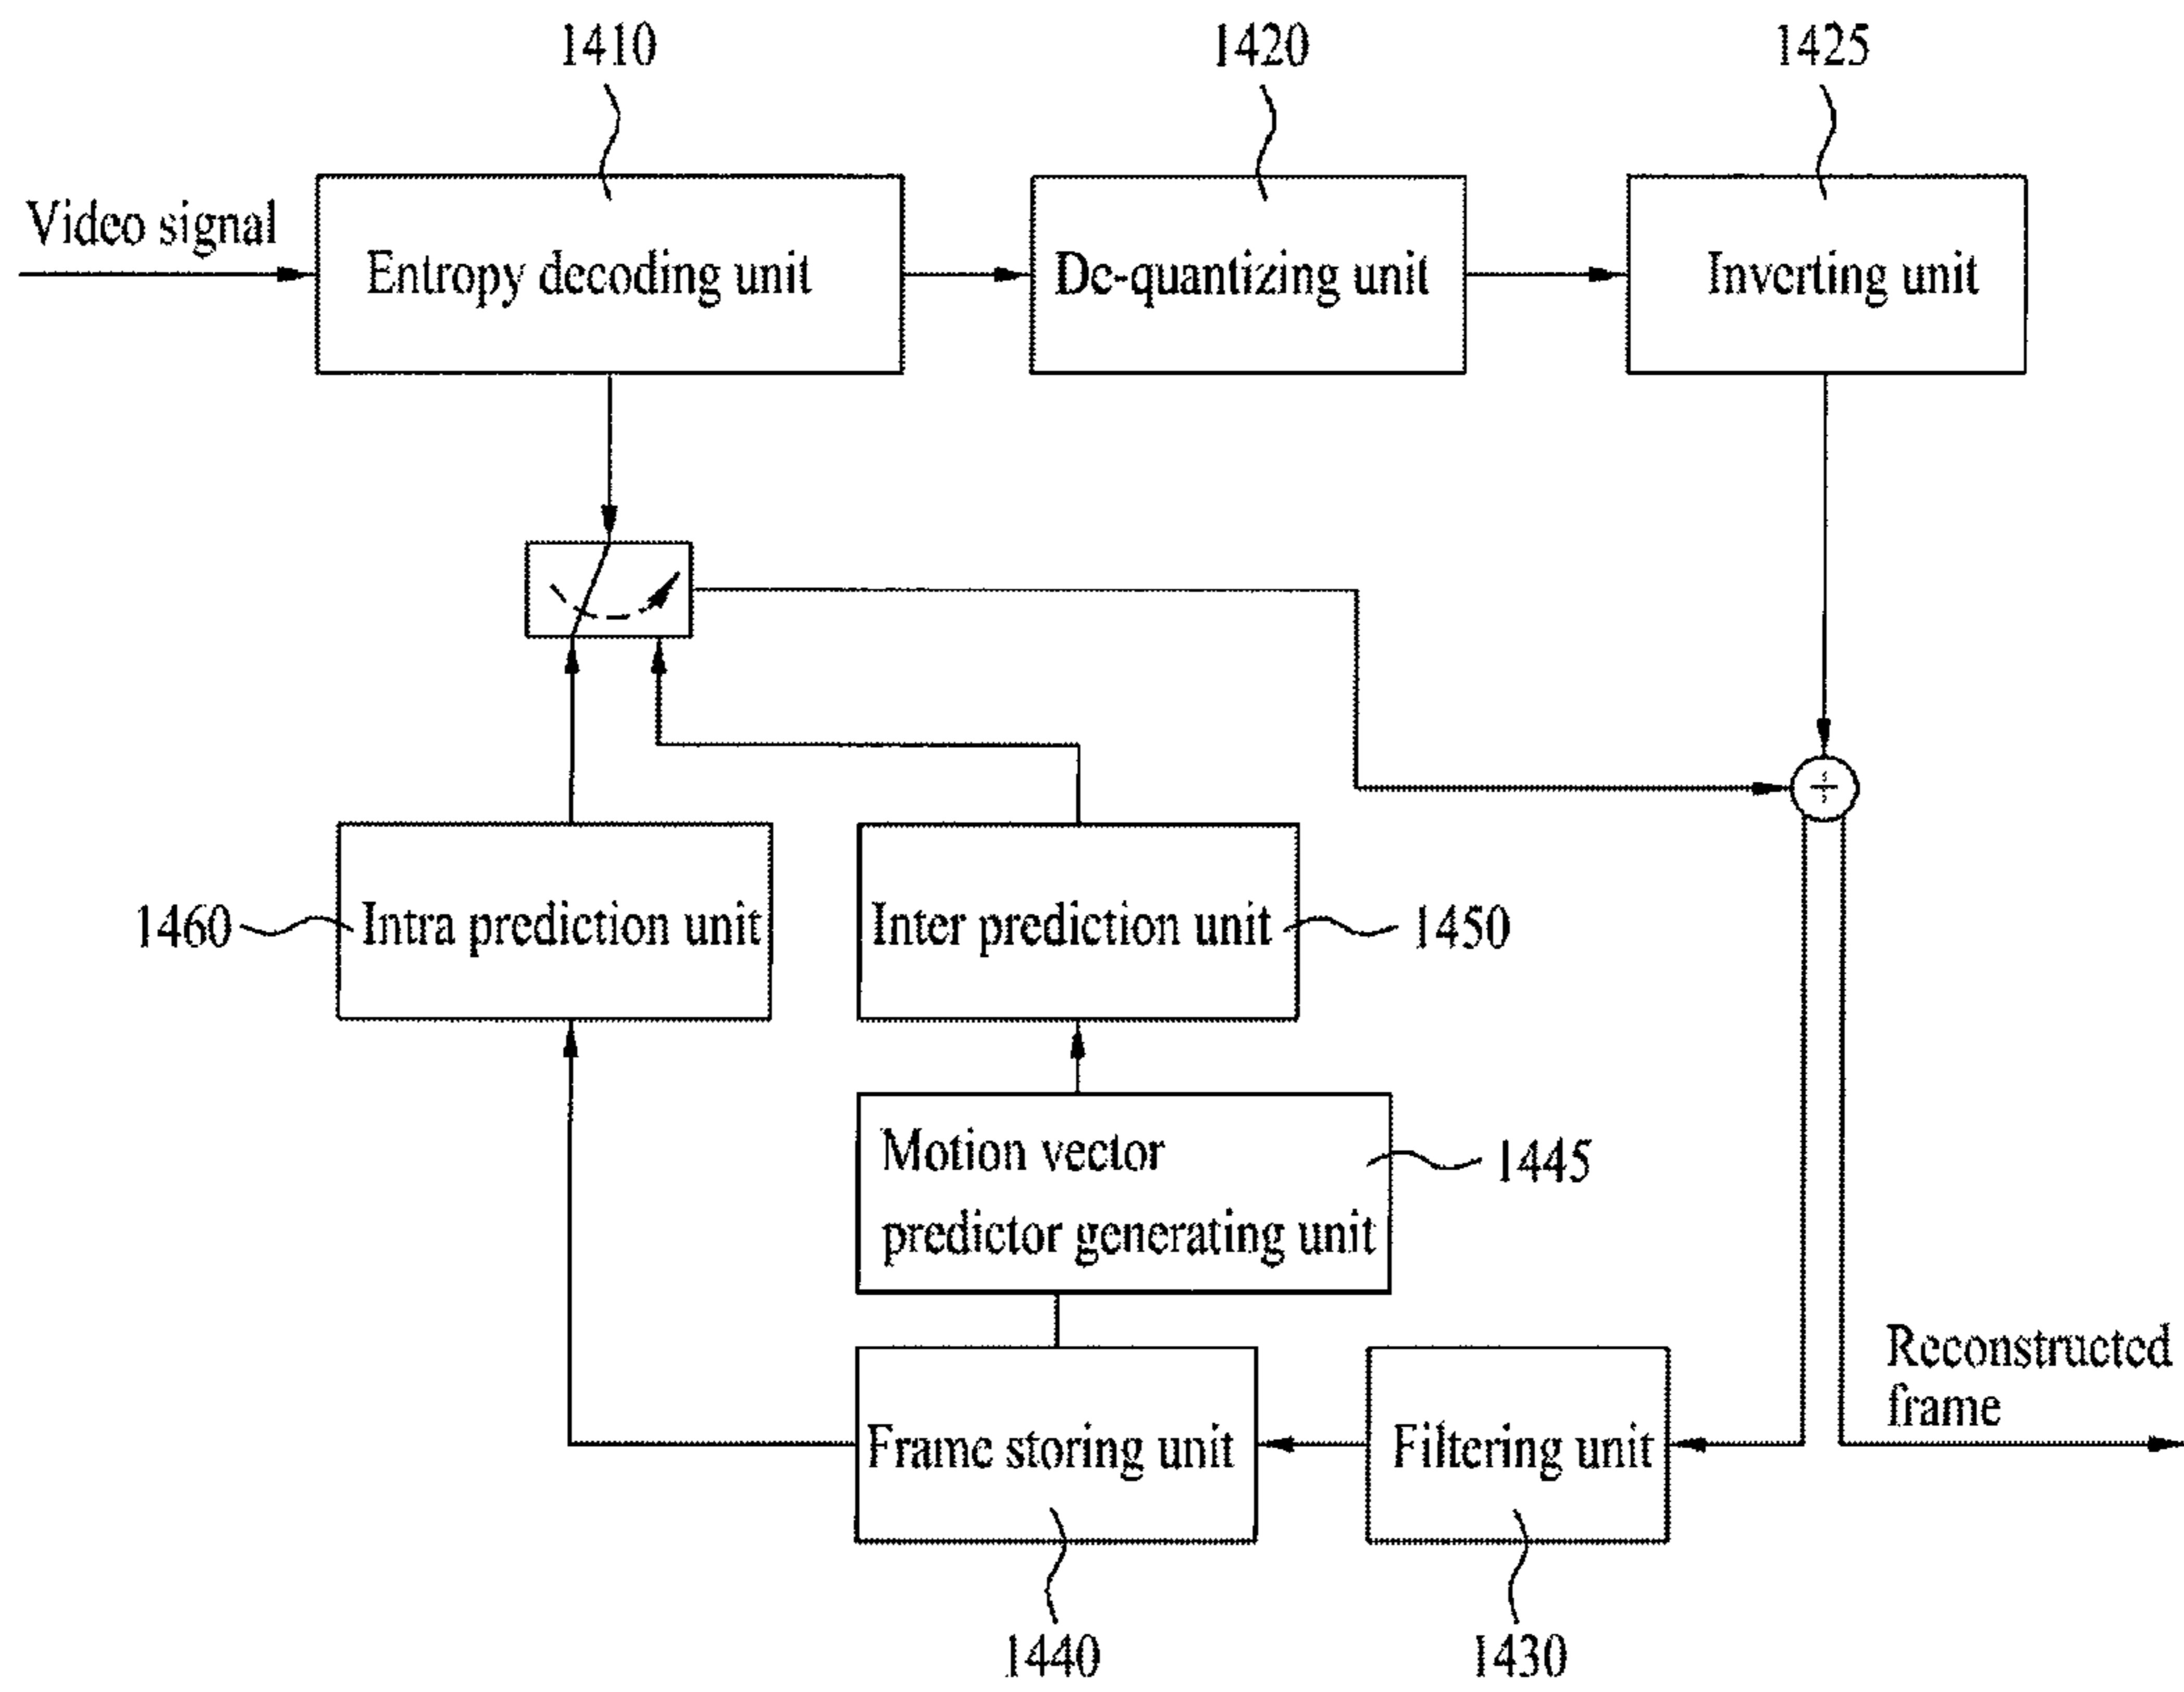 1410
1420
1425
Video signal
Entropy decoding unit
De-quantizing unit
Inverting unit
+
1460
Intra prediction unit
Inter prediction unit
1450
Motion vector
predictor generating unit
1445
Reconstructed
frame
Frame storing unit
Filtering unit
1440
1430